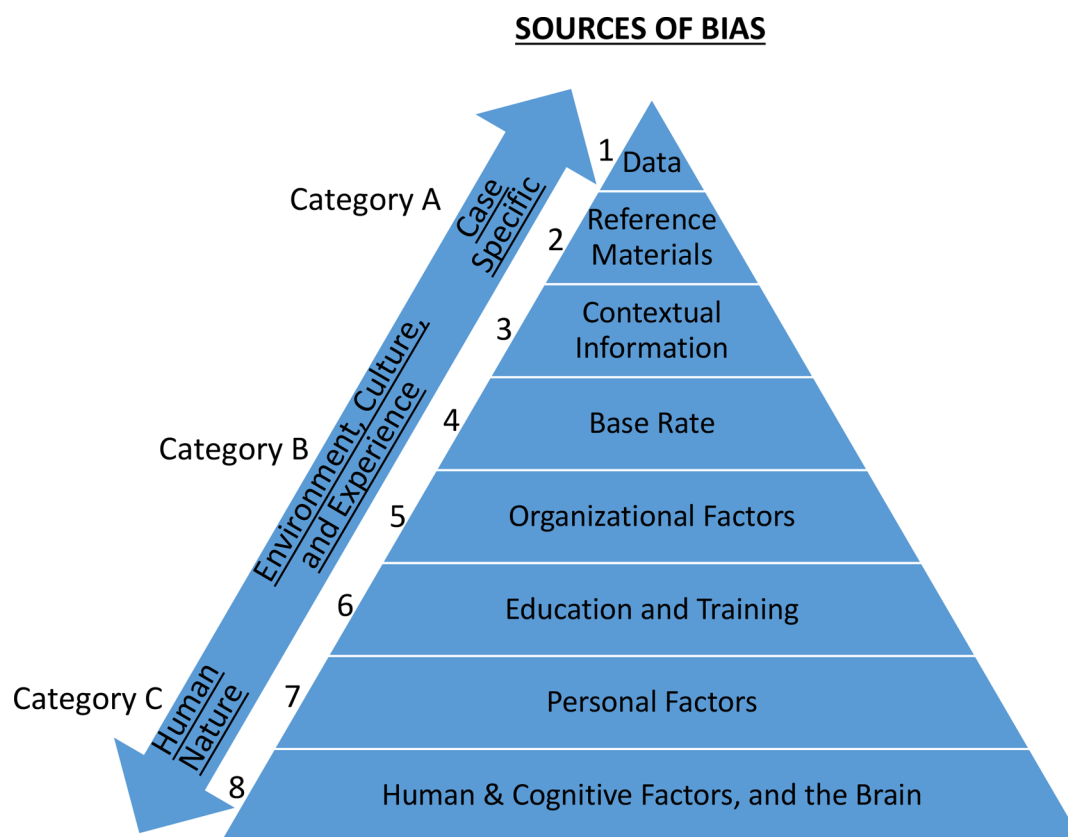 SOURCES OF BIAS
1
Data
Category A
Case
Specific
2
Reference
Materials
3
Contextual
Information
4
Base Rate
Category B
Environment, Culture,
and Experience
5
Organizational Factors
6
Education and Training
7
Personal Factors
Category C
Human
Nature
8
Human & Cognitive Factors, and the Brain